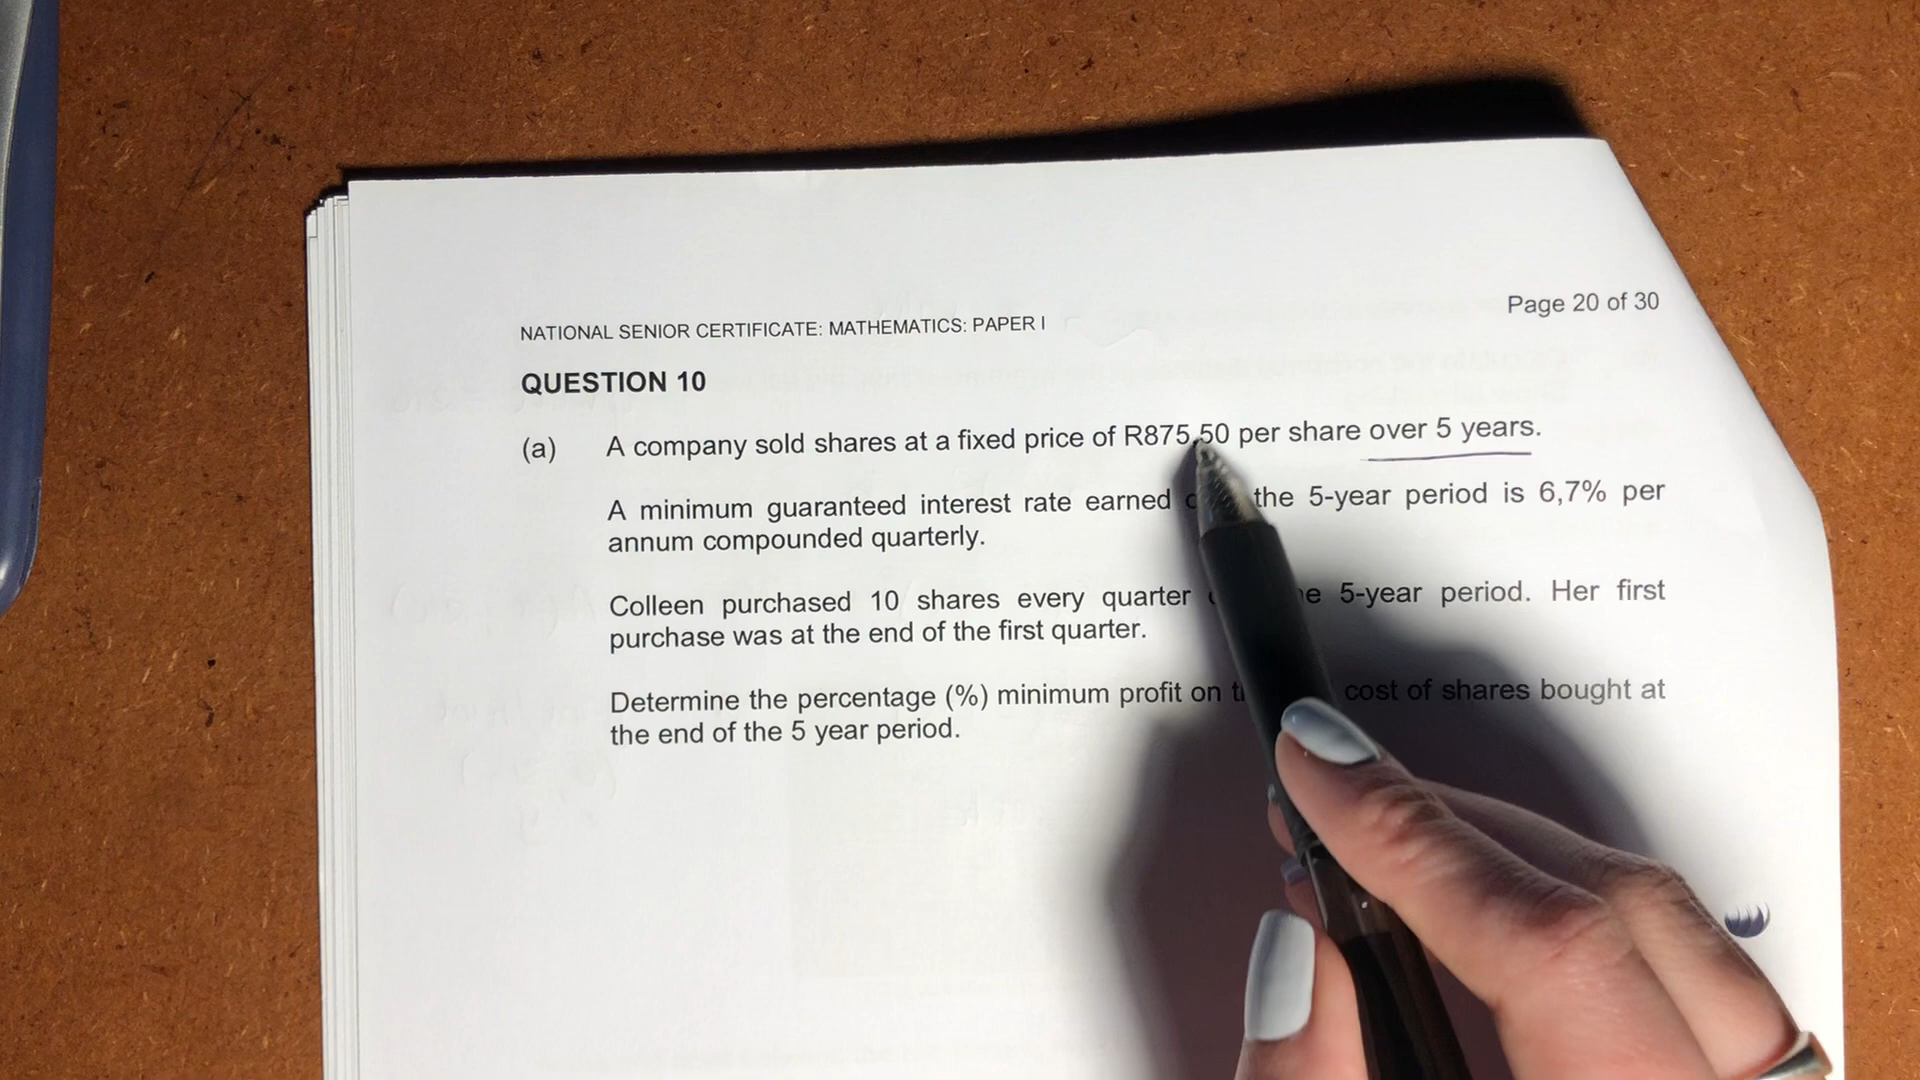 Page 20 of 30
NATIONAL SENIOR CERTIFICATE: MATHEMATICS: PAPER I
QUESTION 10
(a) A company sold shares at a fixed price of R875,50 per share over 5 years.
A minimum guaranteed interest rate earned the 5-year period is 6,7% per
annum compounded quarterly.
Colleen purchased 10 shares every quarter 5-year period. Her first
purchase was at the end of the first quarter.
Determine the percentage (%) minimum profit on cost of shares bought at
the end of the 5 year period.